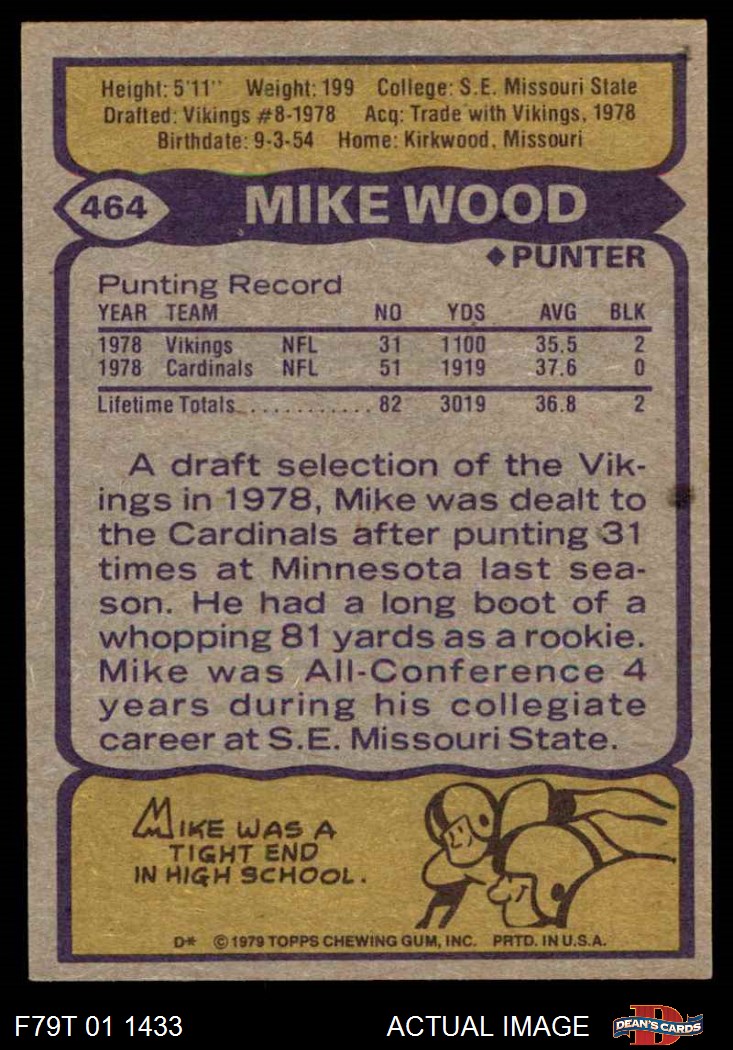 Height: 5'11" Weight: 199 College: S.E. Missouri State
Drafted: Vikings #8-1978 Acq: Trade with Vikings, 1978
Birthdate: 9-3-54 Home: Kirkwood, Missouri
464 MIKE WOOD
◆PUNTER
Punting Record
YEAR TEAM NO YDS AVG BLK
1978 Vikings NFL 31 1100 35.5 2
1978 Cardinals NFL 51 1919 37.6 0
Lifetime Totals............ 82 3019 36.8 2
A draft selection of the Vik-
ings in 1978, Mike was dealt to
the Cardinals after punting 31
times at Minnesota last sea-
son. He had a long boot of a
whopping 81 yards as a rookie.
Mike was All-Conference 4
years during his collegiate
career at S.E. Missouri State.
MIKE WAS A
TIGHT END
IN HIGH SCHOOL.
D* ©1979 TOPPS CHEWING GUM, INC. PRTD. IN U.S.A.
F79T 01 1433 ACTUAL IMAGE D DEAN'S CARDS